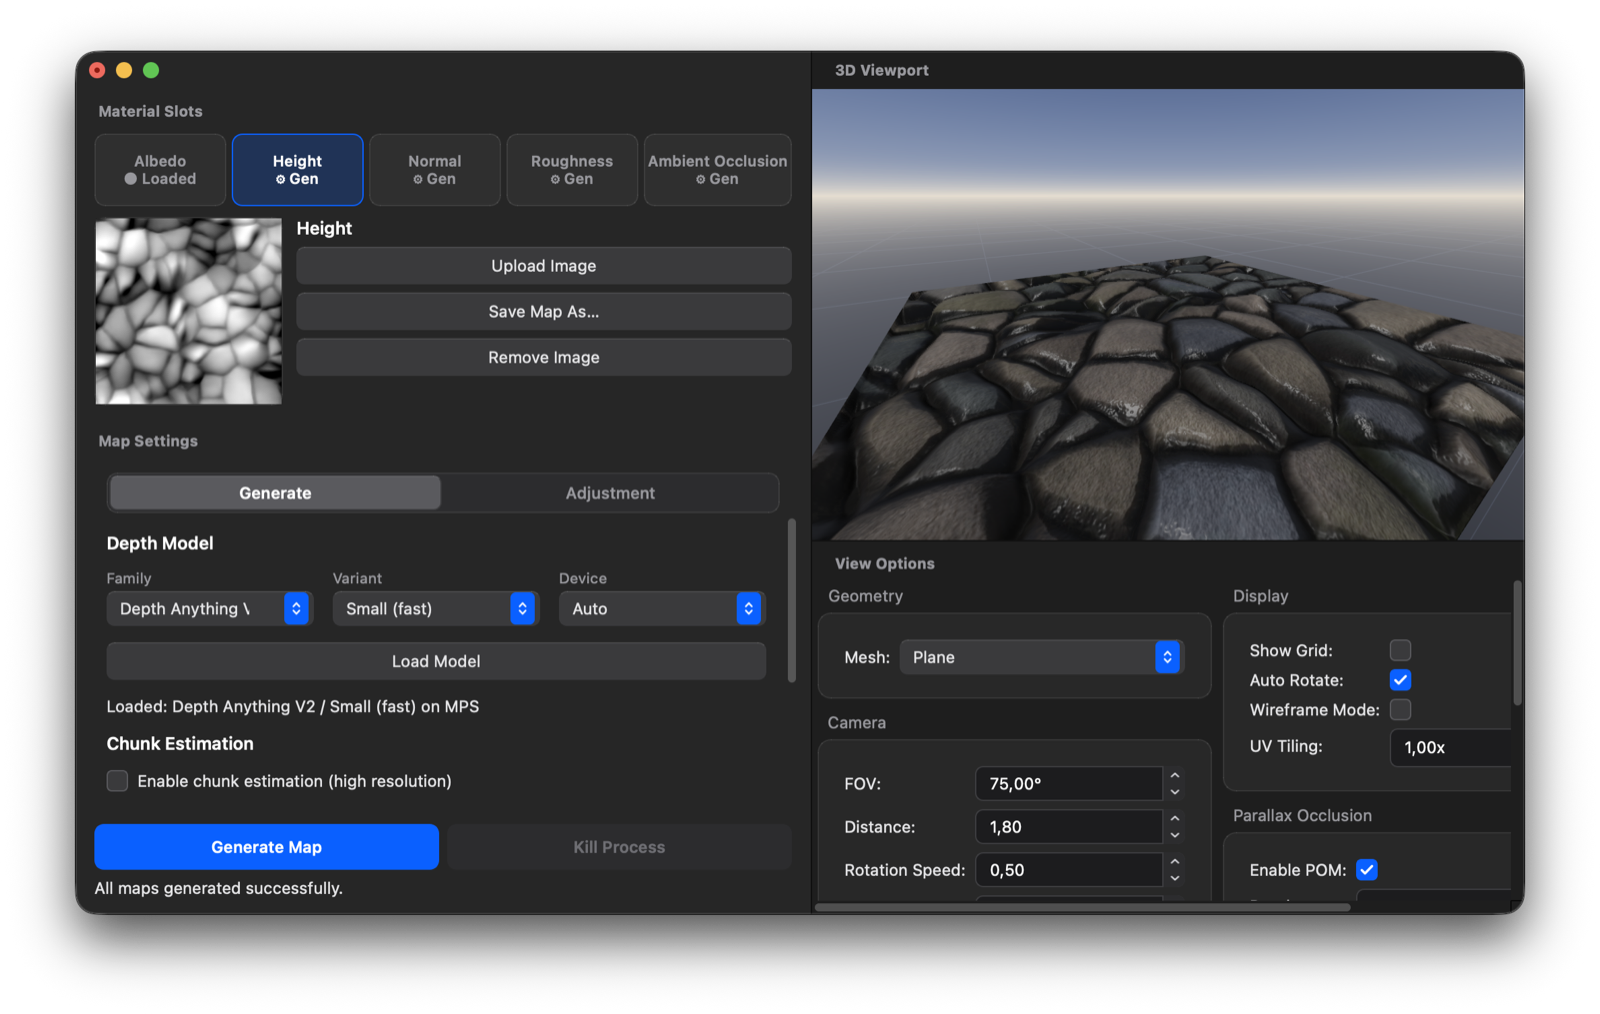 Material Slots
Albedo
Loaded
Height
Gen
Normal
Gen
Roughness
Gen
Ambient Occlusion
Gen
Height
Upload Image
Save Map As...
Remove Image
Map Settings
Generate
Adjustment
Depth Model
Family
Variant
Device
Depth Anything
Small (fast)
Auto
Load Model
Loaded: Depth Anything V2 / Small (fast) on MPS
Chunk Estimation
Enable chunk estimation (high resolution)
Generate Map
Kill Process
All maps generated successfully.
3D Viewport
View Options
Geometry
Mesh:
Plane
Camera
FOV:
75,00°
Distance:
1,80
Rotation Speed:
0,50
Display
Show Grid:
Auto Rotate:
Wireframe Mode:
UV Tiling:
1,00x
Parallax Occlusion
Enable POM: